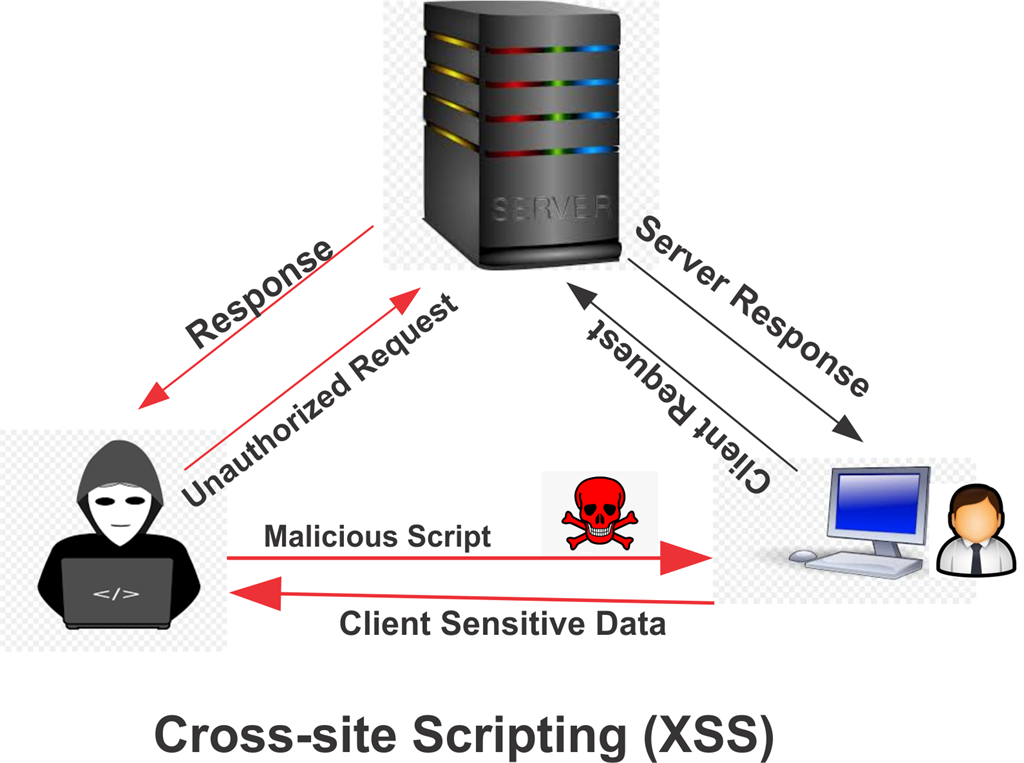 SERVER
Server Response
Response
Client Request
Unauthorized Request
Malicious Script
</>
Client Sensitive Data
Cross-site Scripting (XSS)